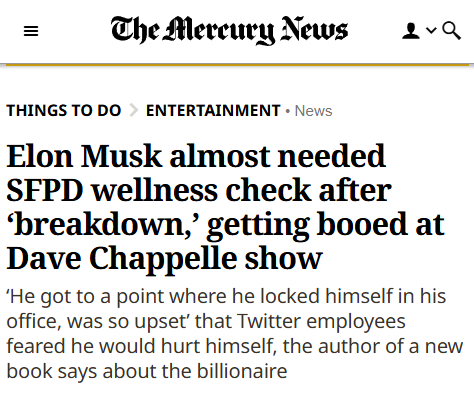 The Mercury News
THINGS TO DO > ENTERTAINMENT • News
Elon Musk almost needed
SFPD wellness check after
‘breakdown,’ getting booed at
Dave Chappelle show
‘He got to a point where he locked himself in his
office, was so upset’ that Twitter employees
feared he would hurt himself, the author of a new
book says about the billionaire